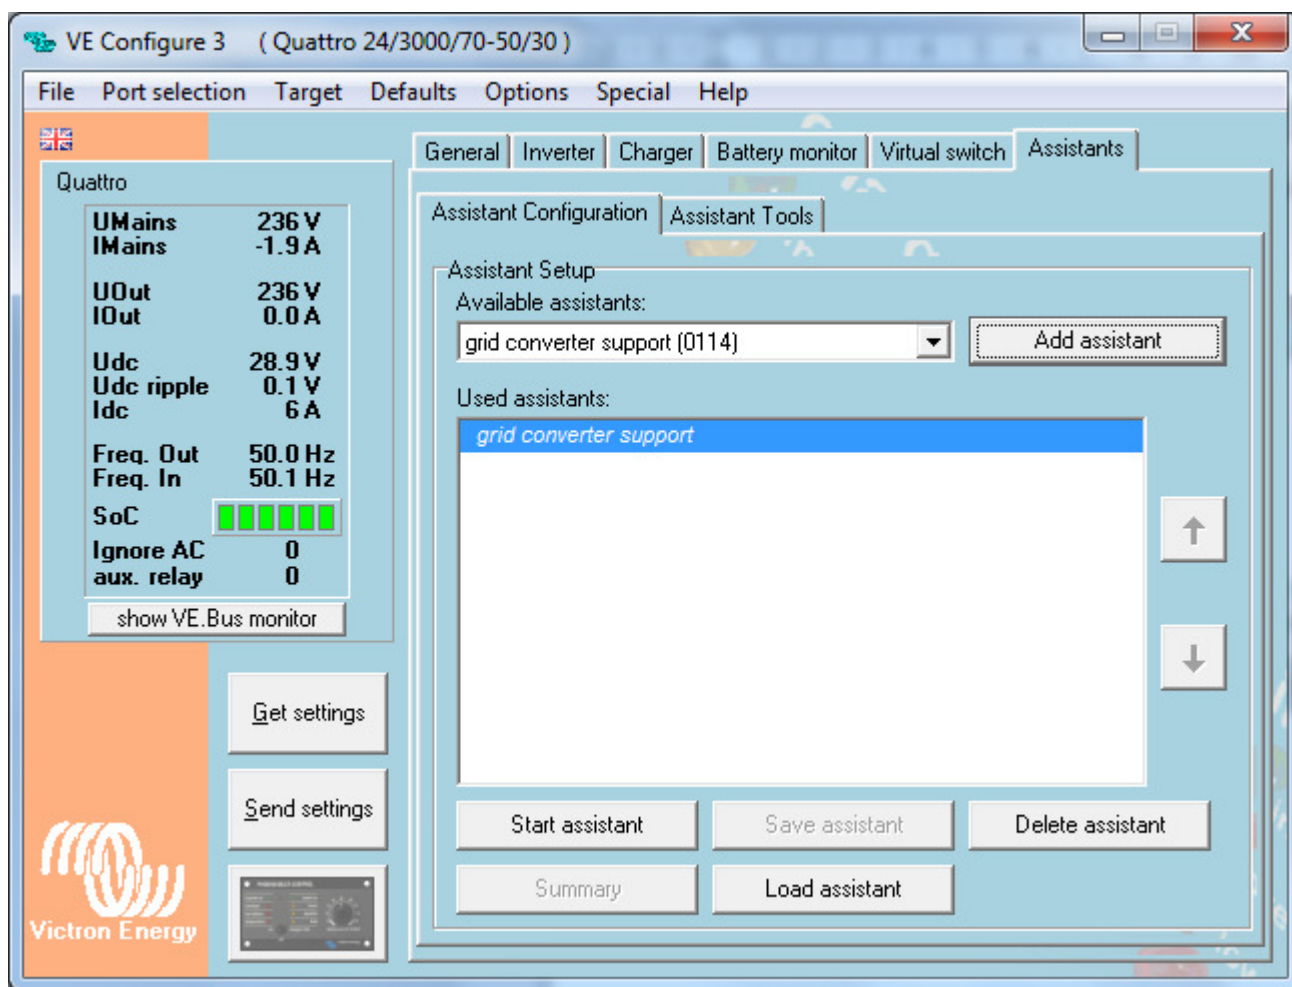 VE Configure 3 ( Quattro 24/3000/70-50/30 )
File Port selection Target Defaults Options Special Help
General Inverter Charger Battery monitor Virtual switch Assistants
Quattro
UMains 236 V
IMains -1.9 A
UOut 236 V
IOut 0.0 A
Udc 28.9 V
Udc ripple 0.1 V
Idc 6 A
Freq. Out 50.0 Hz
Freq. In 50.1 Hz
SoC
Ignore AC 0
aux. relay 0
show VE.Bus monitor
Get settings
Send settings
Victron Energy
Assistant Configuration Assistant Tools
Assistant Setup
Available assistants:
grid converter support (0114) Add assistant
Used assistants:
grid converter support
Start assistant Save assistant Delete assistant
Summary Load assistant